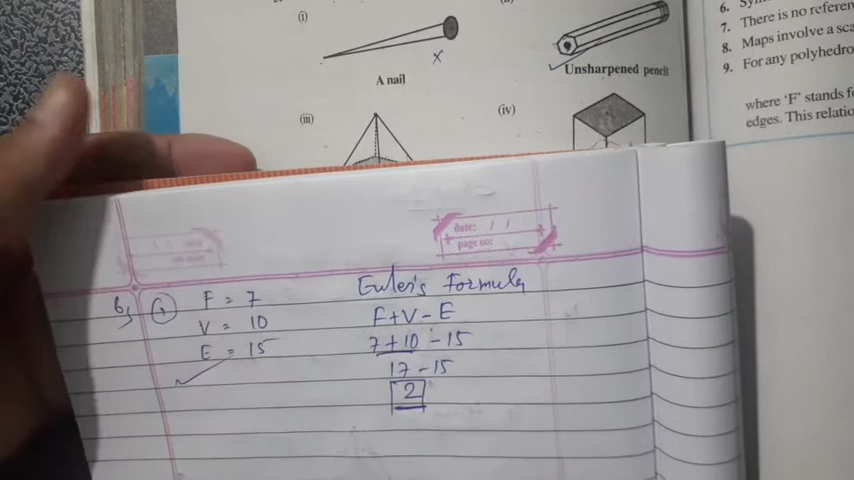 (i)
A nail
x
Unsharpened pencil
(iii)
(iv)
7. There is no referen
8. Maps involve a sca
9. For any polyhedro
where 'F' stands fo
edges. This relatio
date: / /
page no:
6)
F = 7
V = 10
E = 15
Euler's Formula
F+V-E
7+10-15
17-15
2